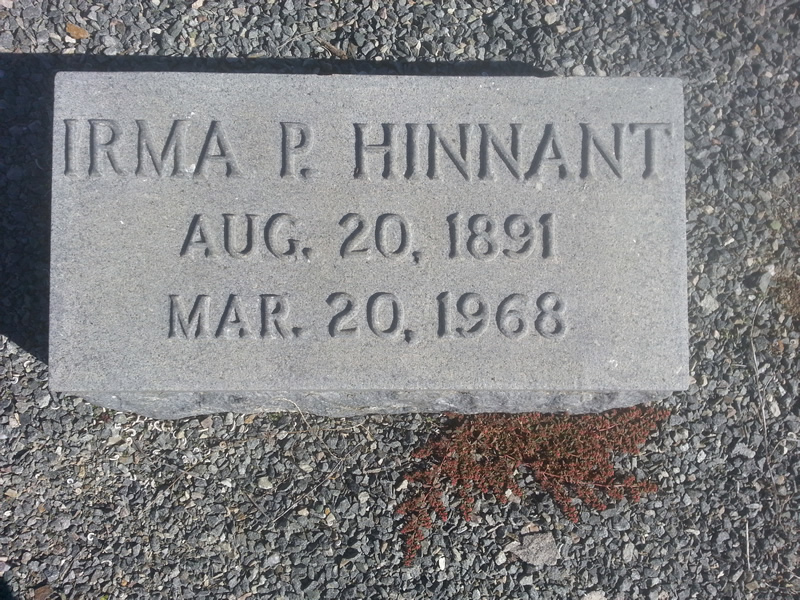 IRMA P. HINNANT
AUG. 20, 1891
MAR. 20, 1968